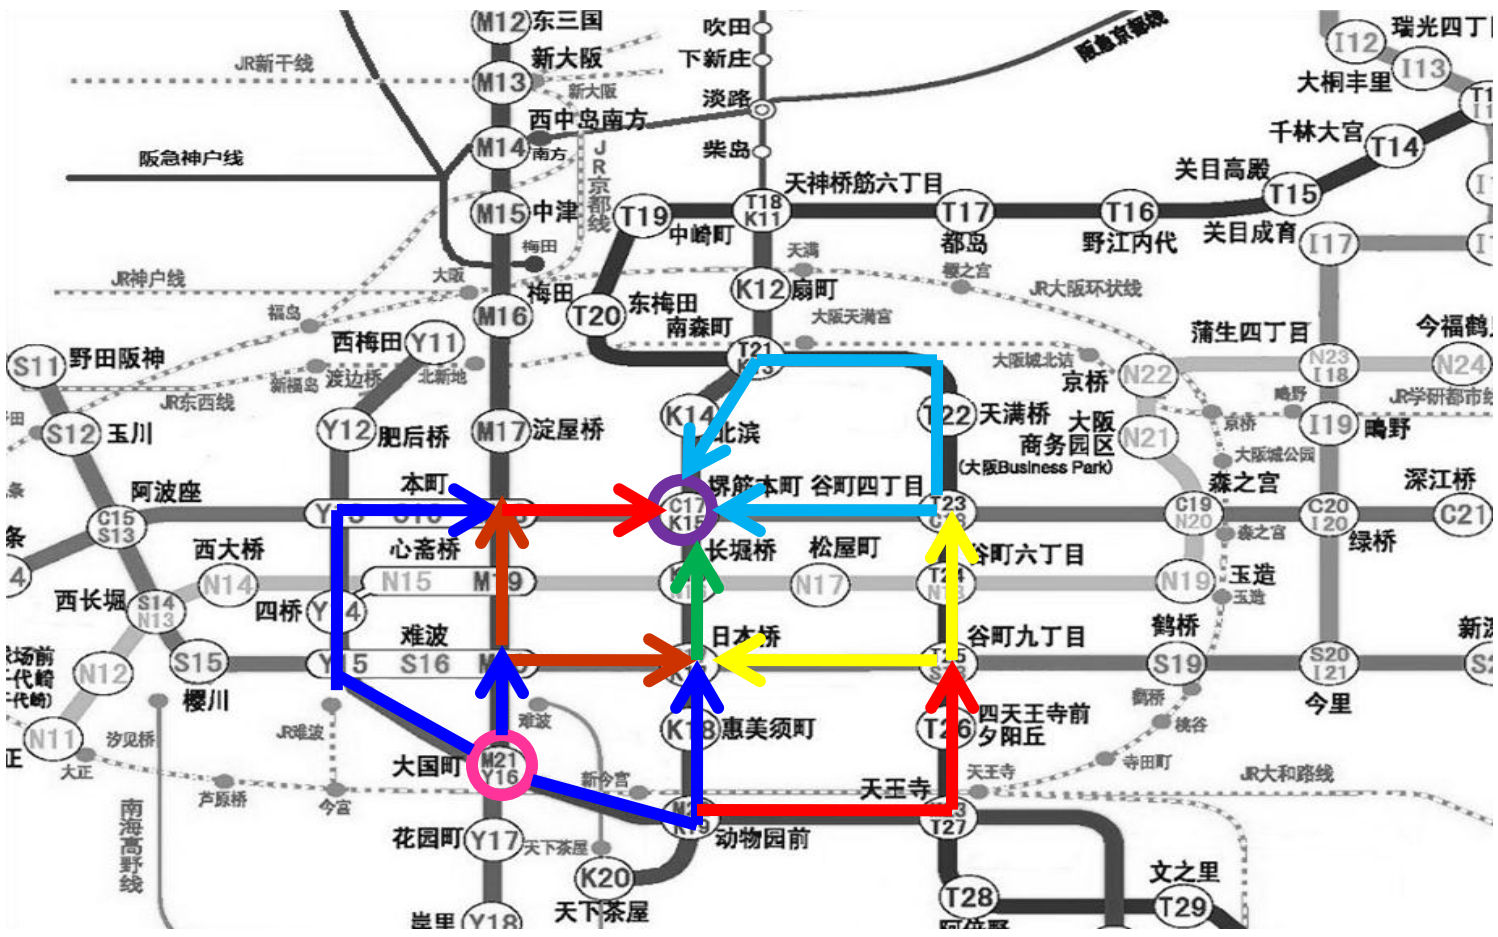 M12 东三国
吹田
阪急京都线
I12
瑞光四丁
JR新干线
新大阪
M13
新大阪
下新庄
大桐丰里
I13
淡路
西中岛南方
M14
南方
柴岛
千林大宫
T14
阪急神户线
JR京都线
关目高殿
T15
天神桥筋六丁目
M15 中津
T19
中崎町
T18
K11
T17
都岛
T16
野江内代
关目成育
I17
梅田
大阪
JR神户线
天满
樱之宫
JR大阪环状线
梅田
M16
K12 扇町
T20
东梅田
福岛
大阪天满宫
南森町
T21
蒲生四丁目
西梅田
Y11
S11 野田阪神
新福岛
渡边桥
北新地
大阪城北诘
京桥
N22
N23
I18
N24
JR东西线
鴫野
JR学研都市线
K14
北滨
T22 天满桥
大阪
商务园区
(大阪Business Park)
N21
京桥
I19 鴫野
S12 玉川
Y12 肥后桥
M17 淀屋桥
大阪城公园
阿波座
本町
堺筋本町
谷町四丁目
森之宫
深江桥
C15
S13
C17
K15
T23
C19
N20
C20
I20
C21
森之宫
绿桥
西大桥
心斋桥
长堀桥
松屋町
谷町六丁目
N14
N15
M19
N17
T24
N19 玉造
玉造
西长堀
S14
N13
四桥
难波
日本桥
谷町九丁目
鹤桥
S15
樱川
Y15
S16
S19
S20
I21
今里
N12
鹤桥
桃谷
汐见桥
JR难波
难波
K18 惠美须町
T26
四天王寺前
夕阳丘
N11
大正
大国町
M21
Y16
寺田町
芦原桥
今宫
新今宫
天王寺
天王寺
JR大和路线
南海高野线
K19
动物园前
T27
花园町 Y17
天下茶屋
K20
天下茶屋
文之里
T28
T29
Y18